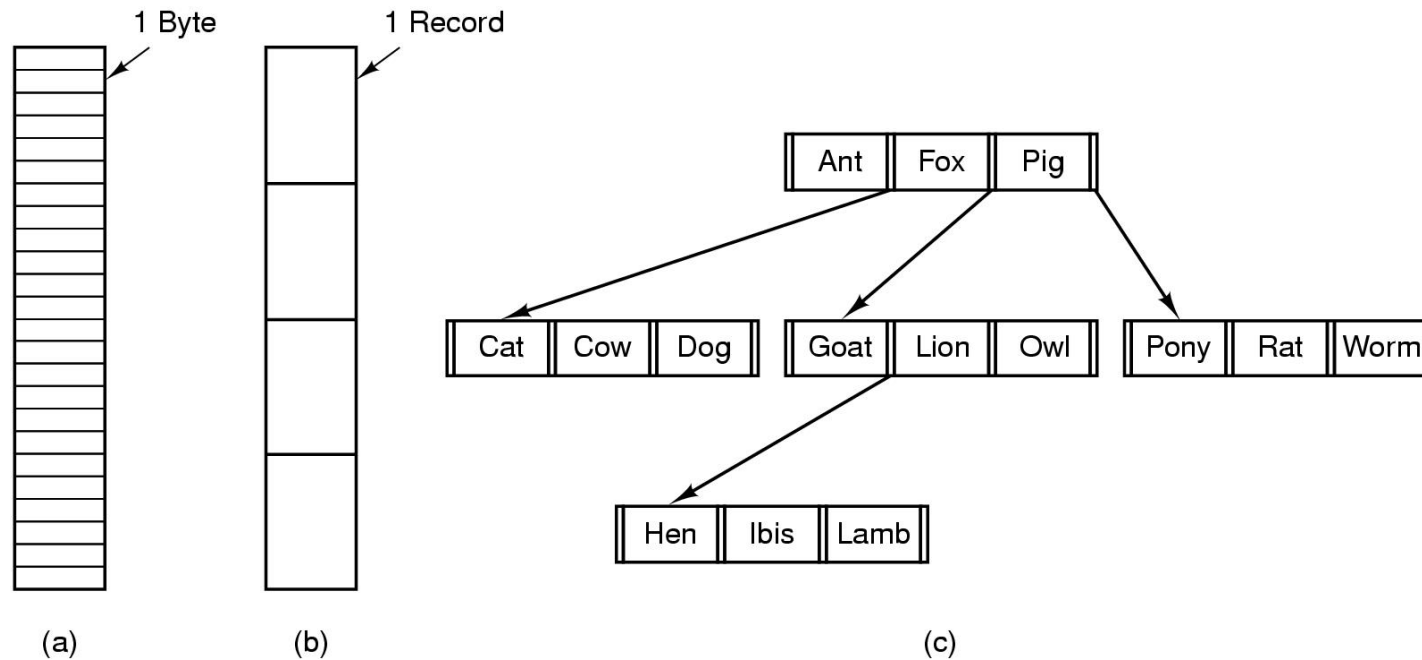 1 Byte
1 Record
Ant Fox Pig
Cat Cow Dog
Goat Lion Owl
Pony Rat Worm
Hen Ibis Lamb
(a)
(b)
(c)